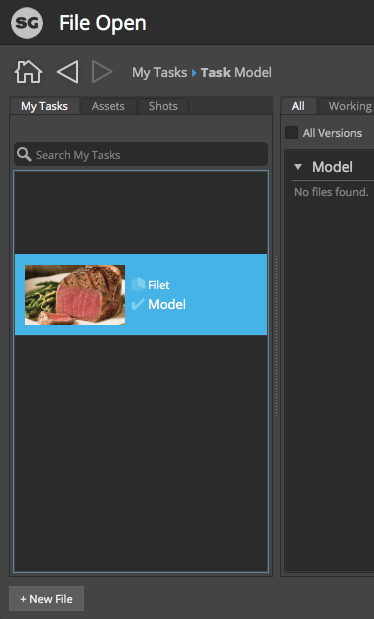 SG File Open
My Tasks Task Model
My Tasks Assets Shots All Working
All Versions
Search My Tasks
Model
No files found.
Filet
Model
+ New File